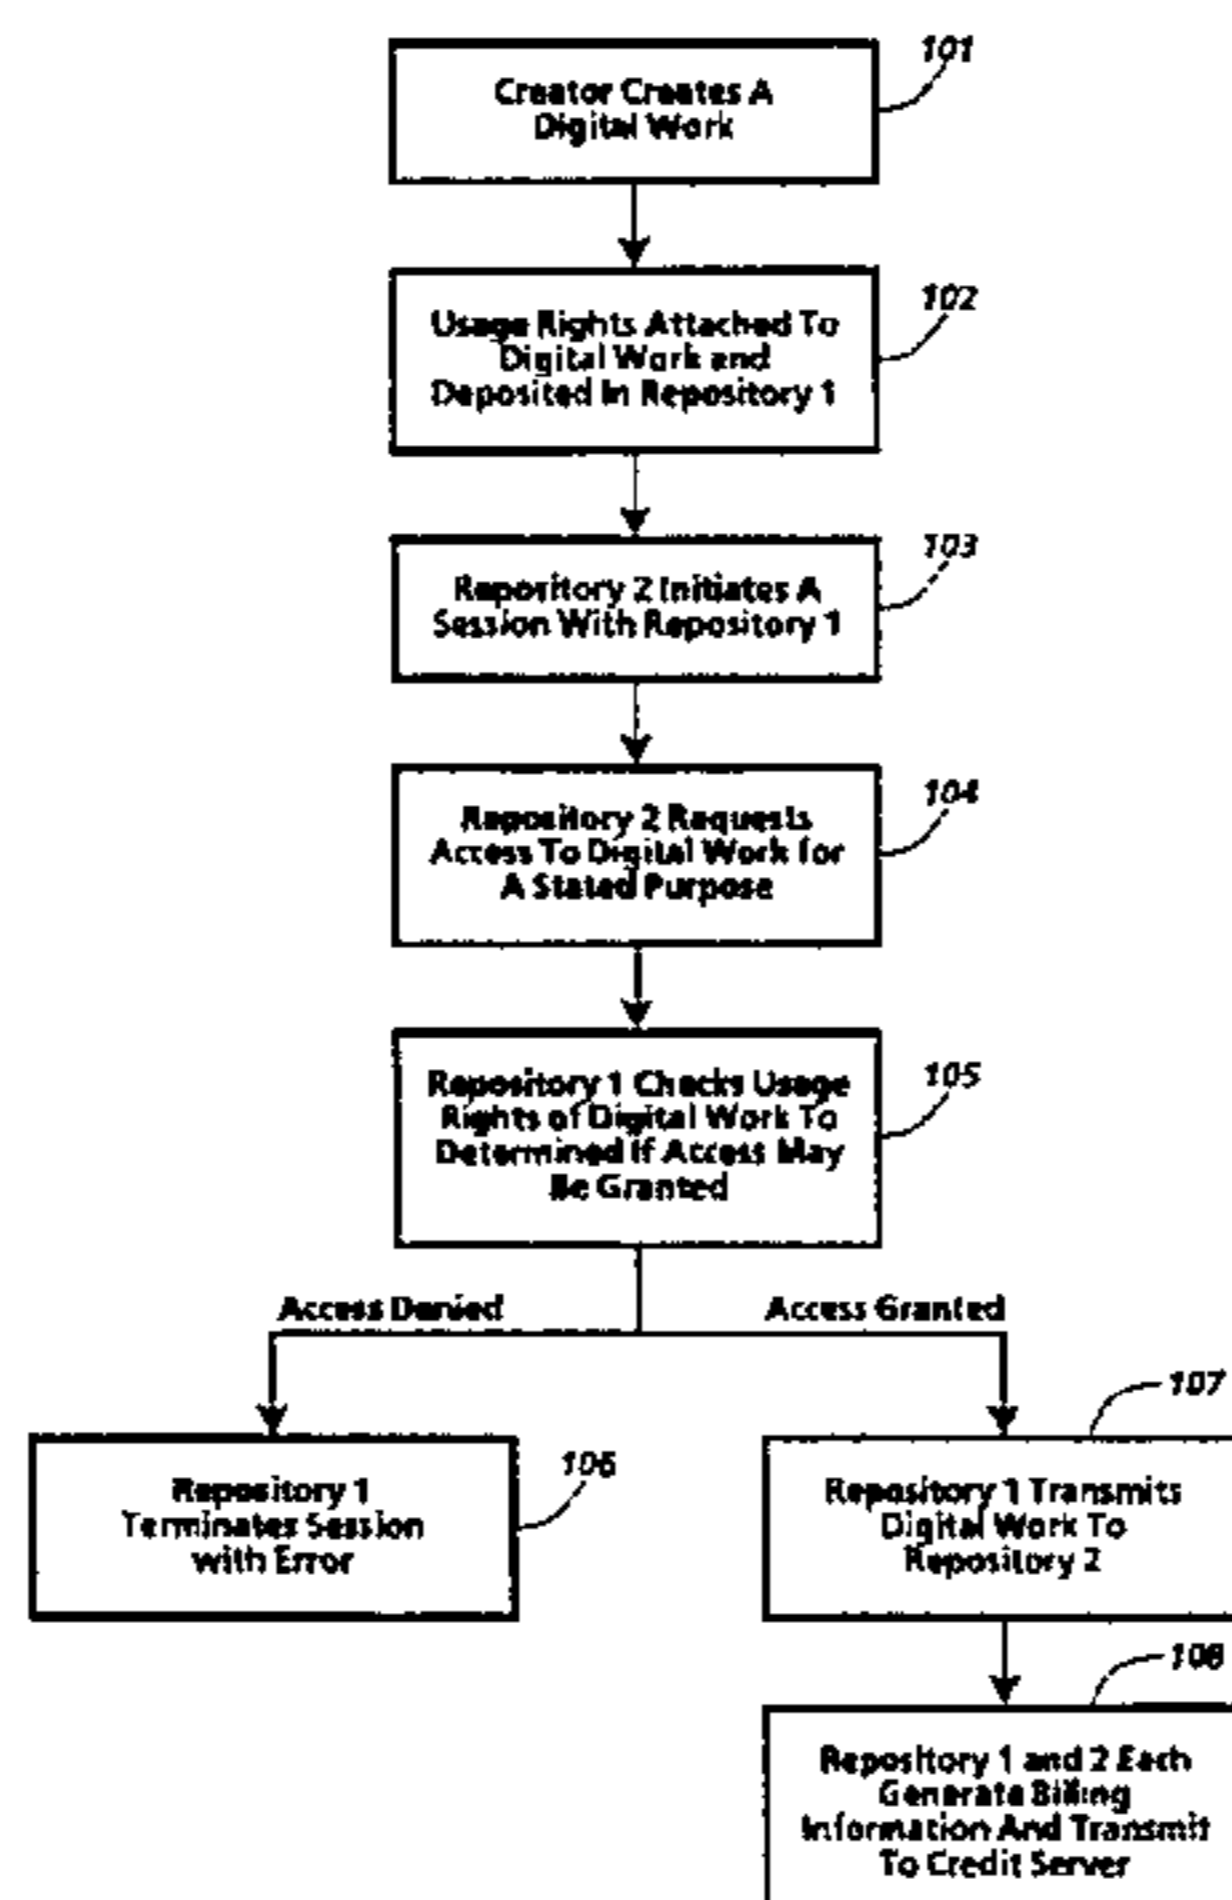 101
Creator Creates A
Digital Work
102
Usage Rights Attached To
Digital Work and
Deposited In Repository 1
103
Repository 2 Initiates A
Session With Repository 1
104
Repository 2 Requests
Access To Digital Work for
A Stated Purpose
105
Repository 1 Checks Usage
Rights of Digital Work To
Determined If Access May
Be Granted
Access Denied
Access Granted
106
Repository 1
Terminates Session
with Error
107
Repository 1 Transmits
Digital Work To
Repository 2
108
Repository 1 and 2 Each
Generate Billing
Information And Transmit
To Credit Server